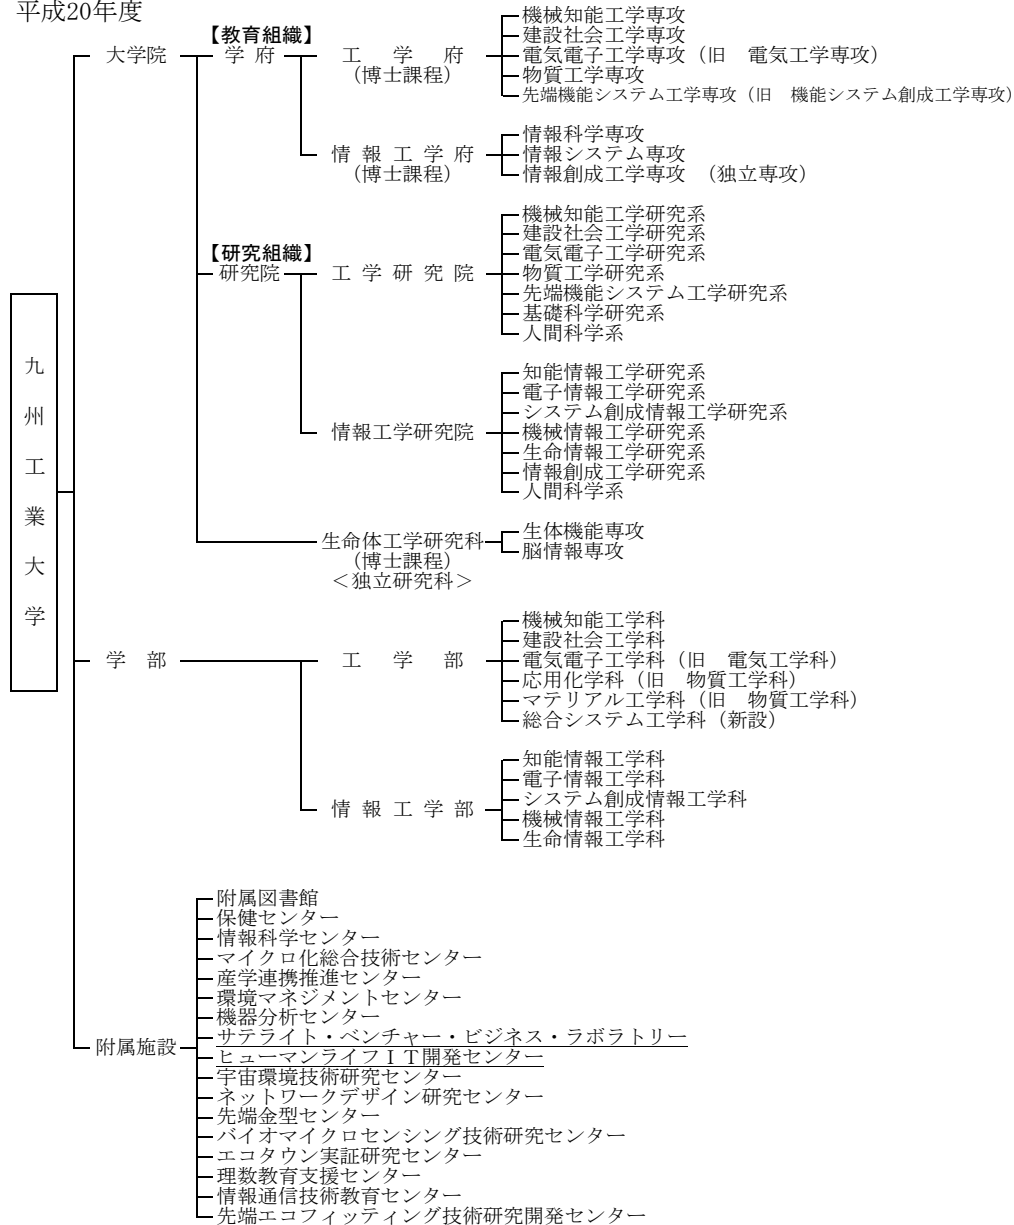 平成20年度
九州工業大学
大学院
【教育組織】
学府
工学府
(博士課程)
機械知能工学専攻
建設社会工学専攻
電気電子工学専攻（旧　電気工学専攻）
物質工学専攻
先端機能システム工学専攻（旧　機能システム創成工学専攻）
情報工学府
(博士課程)
情報科学専攻
情報システム専攻
情報創成工学専攻　（独立専攻）
【研究組織】
研究院
工学研究院
機械知能工学研究系
建設社会工学研究系
電気電子工学研究系
物質工学研究系
先端機能システム工学研究系
基礎科学研究系
人間科学系
情報工学研究院
知能情報工学研究系
電子情報工学研究系
システム創成情報工学研究系
機械情報工学研究系
生命情報工学研究系
情報創成工学研究系
人間科学系
生命体工学研究科
(博士課程)
＜独立研究科＞
生体機能専攻
脳情報専攻
学部
工学部
機械知能工学科
建設社会工学科
電気電子工学科（旧　電気工学科）
応用化学科（旧　物質工学科）
マテリアル工学科（旧　物質工学科）
総合システム工学科（新設）
情報工学部
知能情報工学科
電子情報工学科
システム創成情報工学科
機械情報工学科
生命情報工学科
附属施設
附属図書館
保健センター
情報科学センター
マイクロ化総合技術センター
産学連携推進センター
環境マネジメントセンター
機器分析センター
サテライト・ベンチャー・ビジネス・ラボラトリー
ヒューマンライフＩＴ開発センター
宇宙環境技術研究センター
ネットワークデザイン研究センター
先端金型センター
バイオマイクロセンシング技術研究センター
エコタウン実証研究センター
理数教育支援センター
情報通信技術教育センター
先端エコフィッティング技術研究開発センター